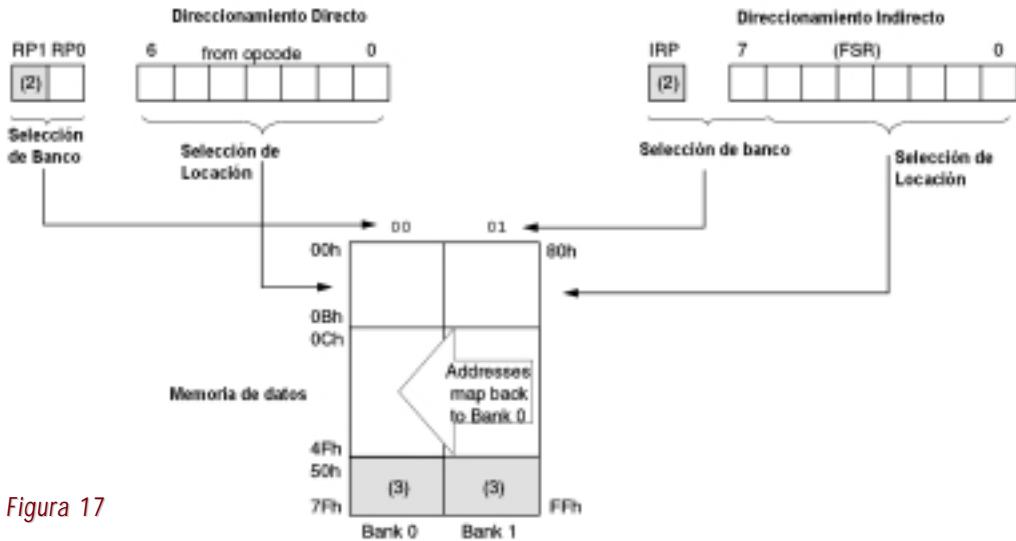 Direccionamiento Directo
RP1 RP0
6 from opcode 0
(2)
Selección
de Banco
Selección de
Locación
Direccionamiento Indirecto
IRP
7 (FSR) 0
(2)
Selección de banco
Selección de
Locación
00 01
00h
80h
0Bh
0Ch
Addresses
map back
to Bank 0
Memoria de datos
4Fh
50h
(3) (3)
7Fh
FFh
Bank 0 Bank 1
Figura 17